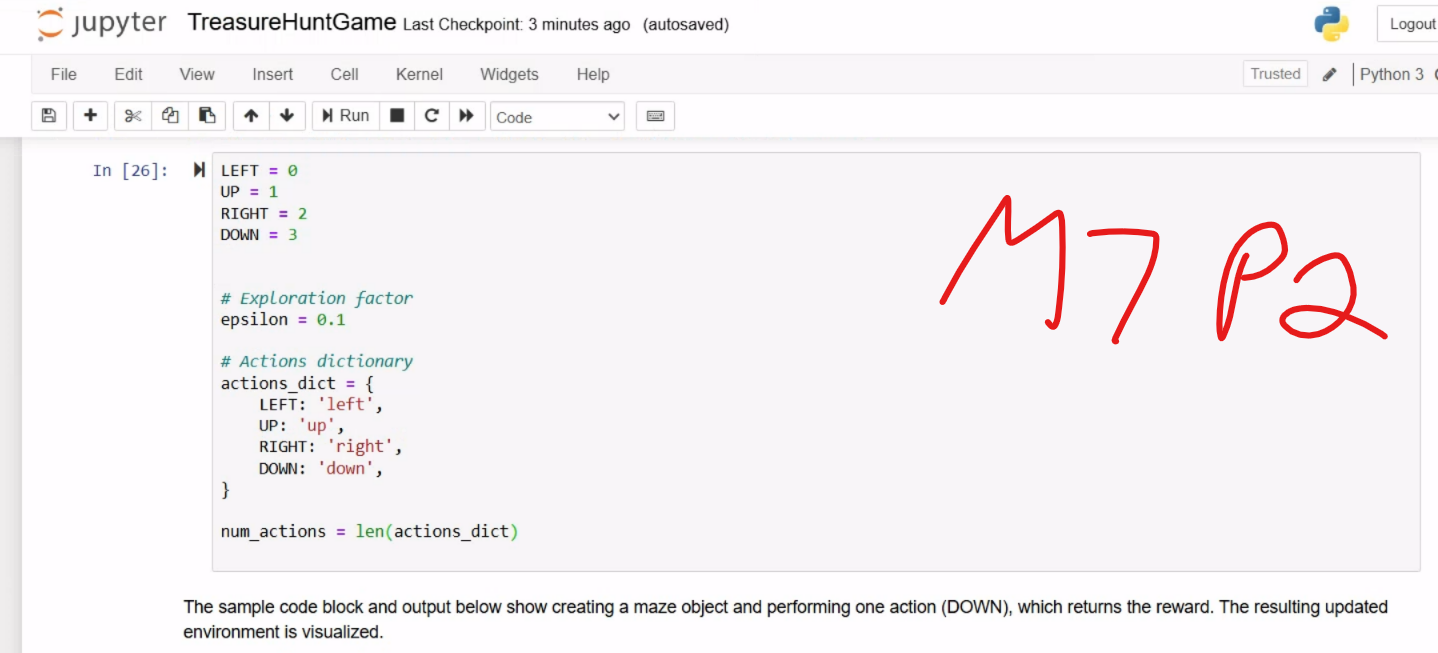 jupyter TreasureHuntGame Last Checkpoint: 3 minutes ago (autosaved)
Logout
File Edit View Insert Cell Kernel Widgets Help
Trusted Python 3
Run Code
In [26]:
LEFT = 0
UP = 1
RIGHT = 2
DOWN = 3
# Exploration factor
epsilon = 0.1
# Actions dictionary
actions_dict = {
LEFT: 'left',
UP: 'up',
RIGHT: 'right',
DOWN: 'down',
}
num_actions = len(actions_dict)
M7 P2
The sample code block and output below show creating a maze object and performing one action (DOWN), which returns the reward. The resulting updated
environment is visualized.